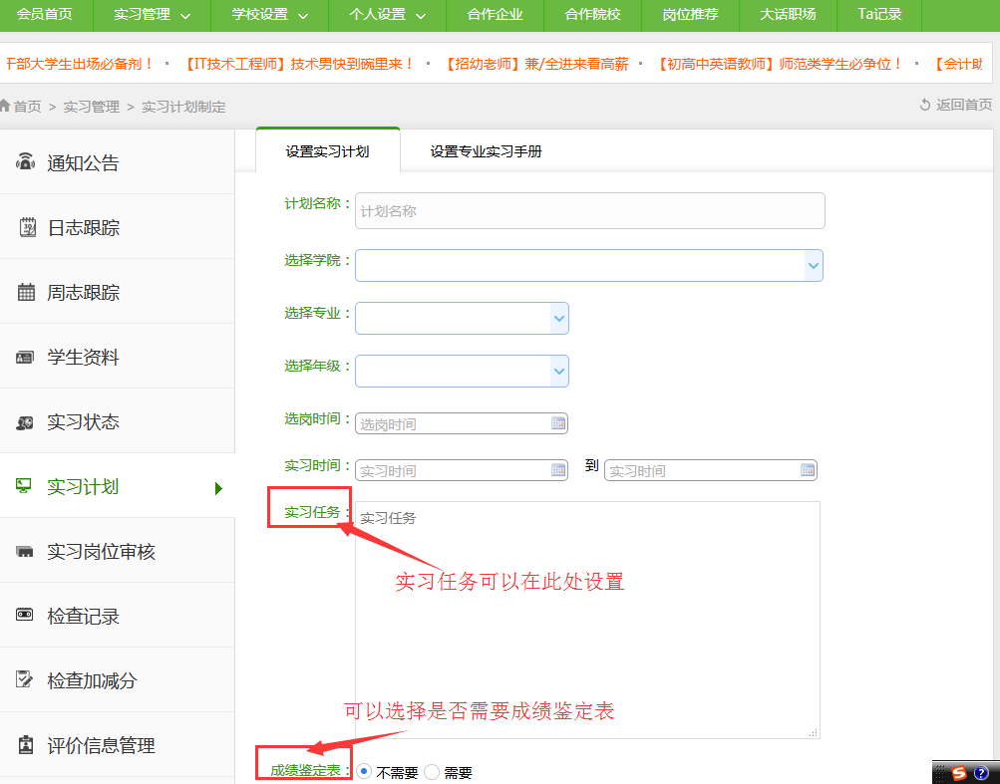 会员首页 实习管理 学校设置 个人设置 合作企业 合作院校 岗位推荐 大话职场 Ta记录
干部大学生出场必备剂！ · 【IT技术工程师】技术男快到碗里来！ · 【招幼老师】兼/全进来看高薪 · 【初高中英语教师】师范类学生必争位！ · 【会计助
首页 > 实习管理 > 实习计划制定 返回首页
通知公告
日志跟踪
周志跟踪
学生资料
实习状态
实习计划
实习岗位审核
检查记录
检查加减分
评价信息管理
设置实习计划 设置专业实习手册
计划名称： 计划名称
选择学院：
选择专业：
选择年级：
选岗时间： 选岗时间
实习时间： 实习时间 到 实习时间
实习任务： 实习任务
实习任务可以在此处设置
可以选择是否需要成绩鉴定表
成绩鉴定表： 不需要 需要